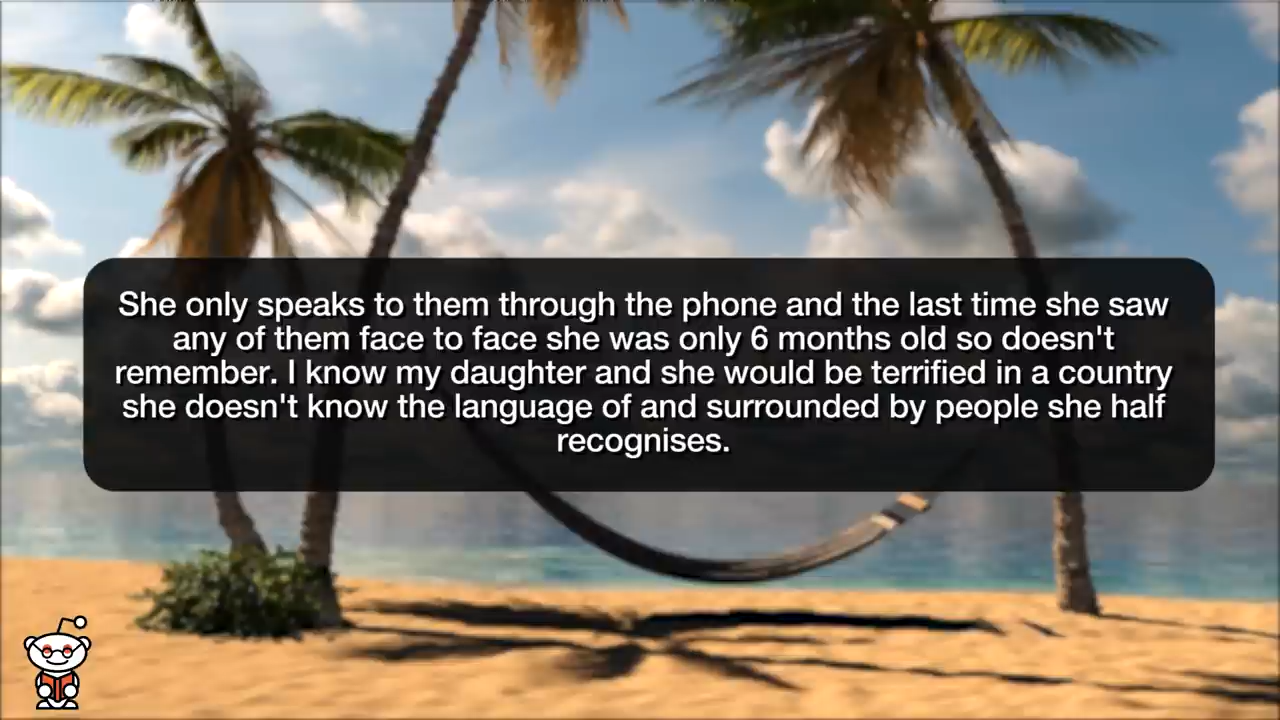 She only speaks to them through the phone and the last time she saw
any of them face to face she was only 6 months old so doesn't
remember. I know my daughter and she would be terrified in a country
she doesn't know the language of and surrounded by people she half
recognises.